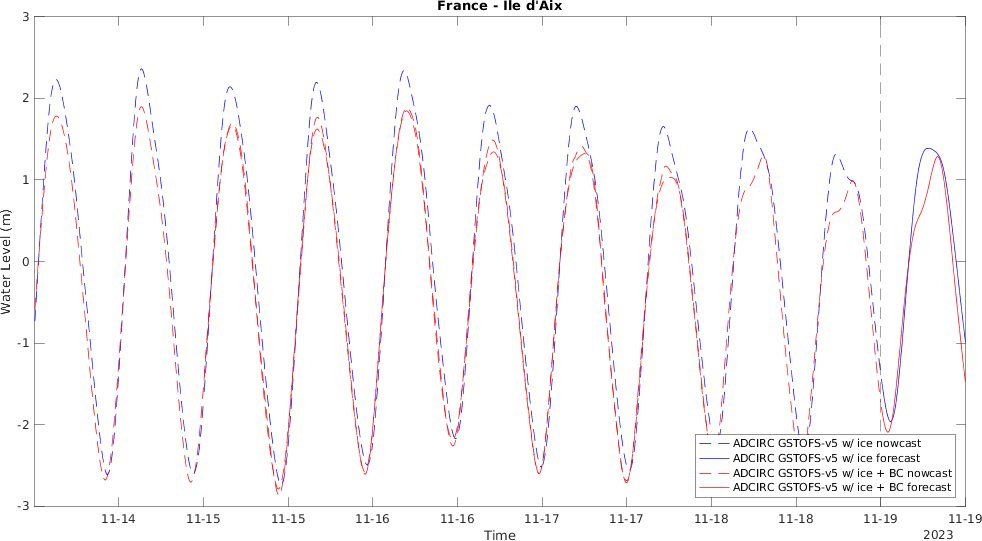 France - Ile d'Aix
3
2
1
0
-1
-2
-3
Water Level (m)
ADCIRC GSTOFS-v5 w/ ice nowcast
ADCIRC GSTOFS-v5 w/ ice forecast
ADCIRC GSTOFS-v5 w/ ice + BC nowcast
ADCIRC GSTOFS-v5 w/ ice + BC forecast
11-14 11-15 11-15 11-16 11-16 11-17 11-17 11-18 11-18 11-19 11-19
Time
2023